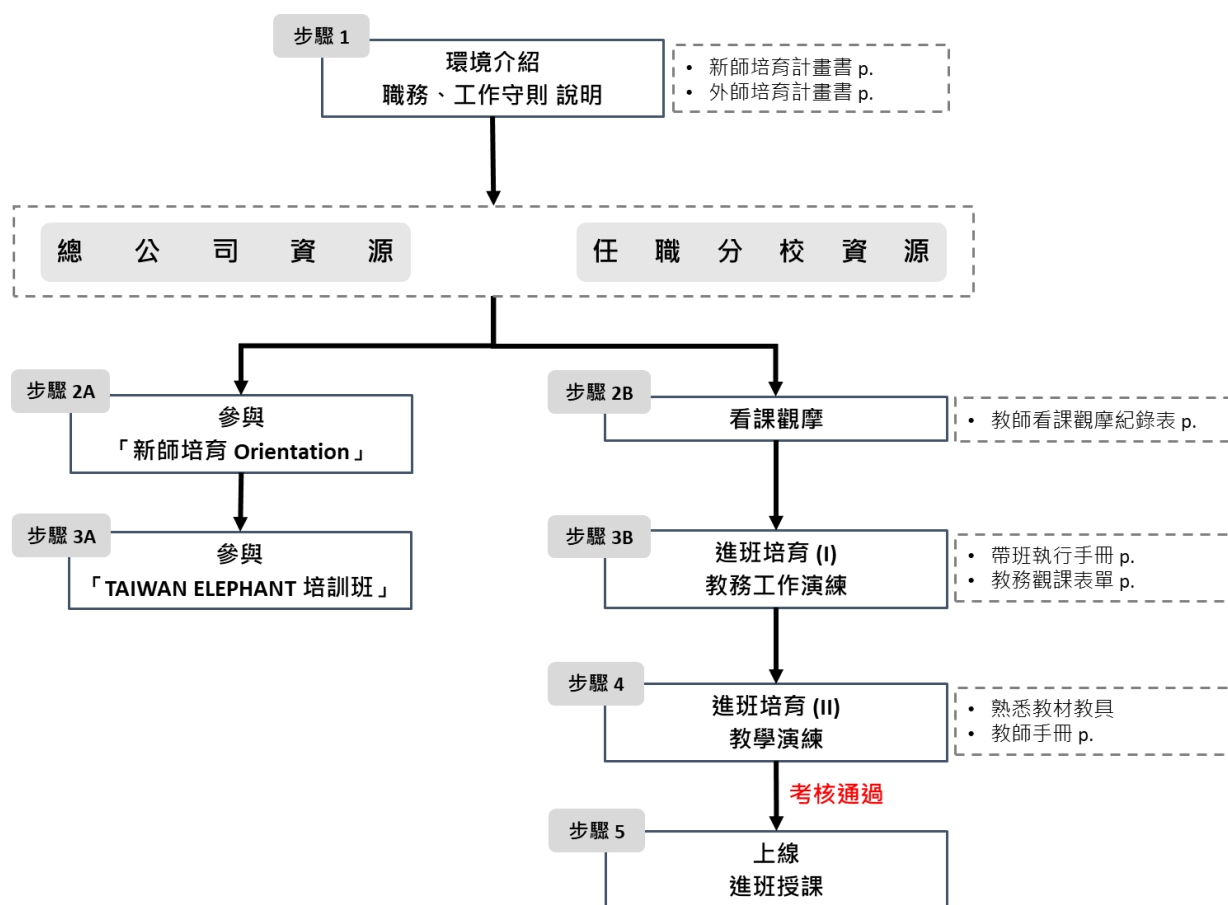 步驟 1
環境介紹
職務、工作守則 說明
• 新師培育計畫書 p.
• 外師培育計畫書 p.
總公司資源
任職分校資源
步驟 2A
參與
「新師培育 Orientation」
步驟 2B
看課觀摩
• 教師看課觀摩紀錄表 p.
步驟 3A
參與
「TAIWAN ELEPHANT 培訓班」
步驟 3B
進班培育 (I)
教務工作演練
• 帶班執行手冊 p.
• 教務觀課表單 p.
步驟 4
進班培育 (II)
教學演練
• 熟悉教材教具
• 教師手冊 p.
考核通過
步驟 5
上線
進班授課